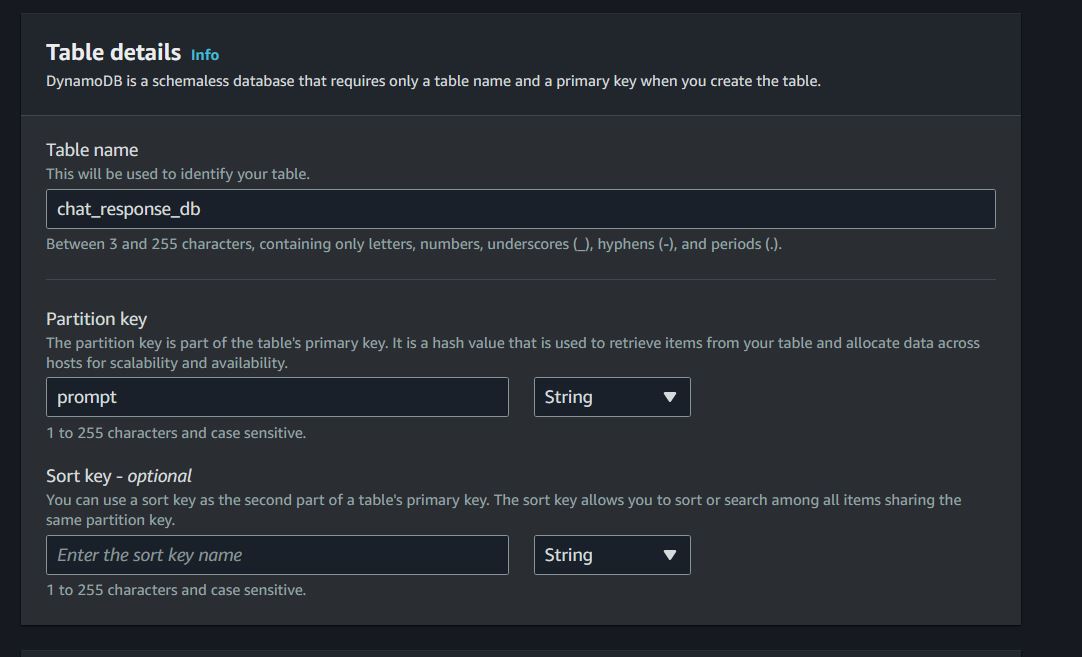 Table details Info
DynamoDB is a schemaless database that requires only a table name and a primary key when you create the table.
Table name
This will be used to identify your table.
chat_response_db
Between 3 and 255 characters, containing only letters, numbers, underscores (_), hyphens (-), and periods (.).
Partition key
The partition key is part of the table's primary key. It is a hash value that is used to retrieve items from your table and allocate data across
hosts for scalability and availability.
prompt String
1 to 255 characters and case sensitive.
Sort key - optional
You can use a sort key as the second part of a table's primary key. The sort key allows you to sort or search among all items sharing the
same partition key.
Enter the sort key name String
1 to 255 characters and case sensitive.